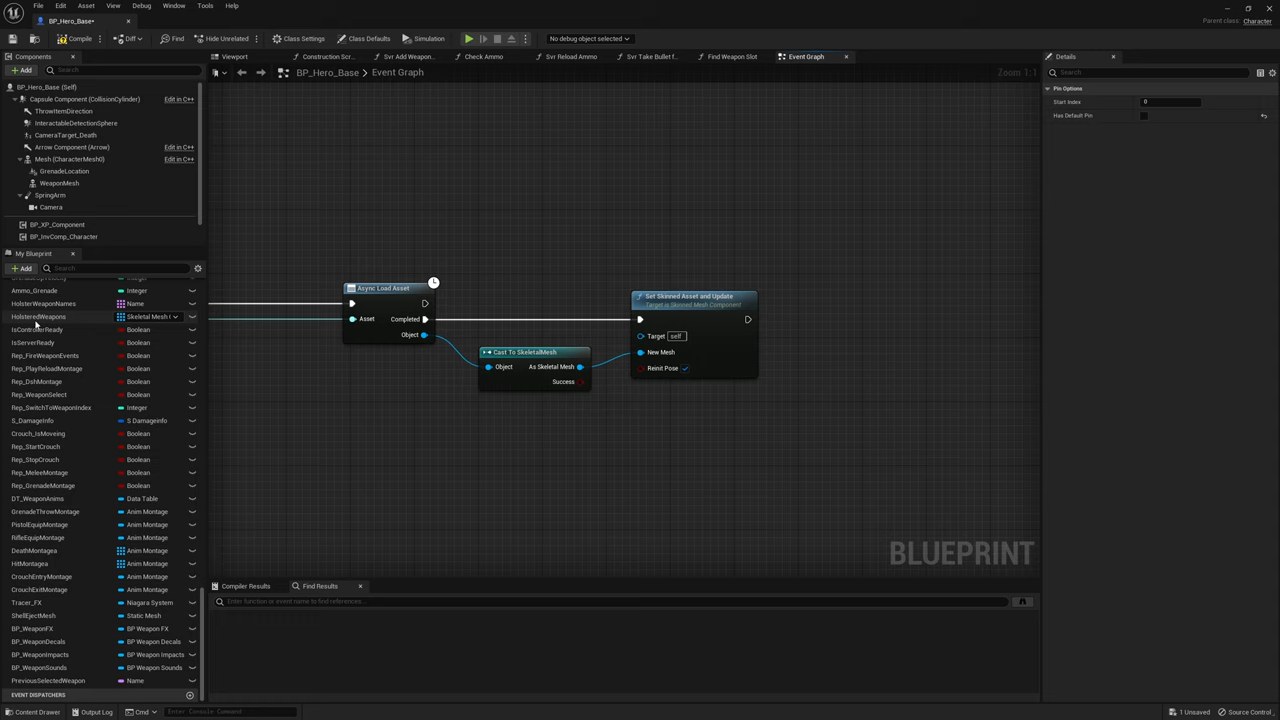 File Edit Asset View Debug Window Tools Help
BP_Hero_Base*
Parent class: Character
Compile Diff Find Hide Unrelated Class Settings Class Defaults Simulation No debug object selected
Components
Add Search
BP_Hero_Base (Self)
Capsule Component (CollisionCylinder) Edit in C++
ThrowItemDirection
InteractableDetectionSphere
CameraTarget_Death
Arrow Component (Arrow) Edit in C++
Mesh (CharacterMesh0) Edit in C++
GrenadeLocation
WeaponMesh
SpringArm
Camera
BP_XP_Component
BP_InvComp_Character
My Blueprint
Add Search
Ammo_Grenade Integer
HolsterWeaponNames Name
HolsteredWeapons Skeletal Mesh
IsControllerReady Boolean
IsServerReady Boolean
Rep_FireWeaponEvents Boolean
Rep_PlayReloadMontage Boolean
Rep_DshMontage Boolean
Rep_WeaponSelect Boolean
Rep_SwitchToWeaponIndex Integer
S_DamageInfo S Damageinfo
Crouch_IsMoveing Boolean
Rep_StartCrouch Boolean
Rep_StopCrouch Boolean
Rep_MeleeMontage Boolean
Rep_GrenadeMontage Boolean
DT_WeaponAnims Data Table
GrenadeThrowMontage Anim Montage
PistolEquipMontage Anim Montage
RifleEquipMontage Anim Montage
DeathMontagea Anim Montage
HitMontagea Anim Montage
CrouchEntryMontage Anim Montage
CrouchExitMontage Anim Montage
Tracer_FX Niagara System
ShellEjectMesh Static Mesh
BP_WeaponFX BP Weapon FX
BP_WeaponDecals BP Weapon Decals
BP_WeaponImpacts BP Weapon Impacts
BP_WeaponSounds BP Weapon Sounds
PreviousSelectedWeapon Name
EVENT DISPATCHERS
Viewport Construction Scr... Svr Add Weapon... Check Ammo Svr Reload Ammo Svr Take Bullet f... Find Weapon Slot Event Graph
BP_Hero_Base > Event Graph Zoom 1:1
Async Load Asset
Asset Completed
Object
Cast To SkeletalMesh
Object As Skeletal Mesh
Success
Set Skinned Asset and Update
Target is Skinned Mesh Component
Target self
New Mesh
Reinit Pose
BLUEPRINT
Compiler Results Find Results
Enter function or event name to find references...
Details
Search
Pin Options
Start Index 0
Has Default Pin
Content Drawer Output Log Cmd Enter Console Command 1 Unsaved Source Control